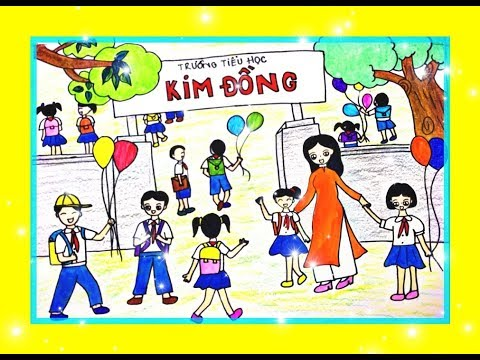 TRƯỜNG TIỂU HỌC
KIM ĐỒNG